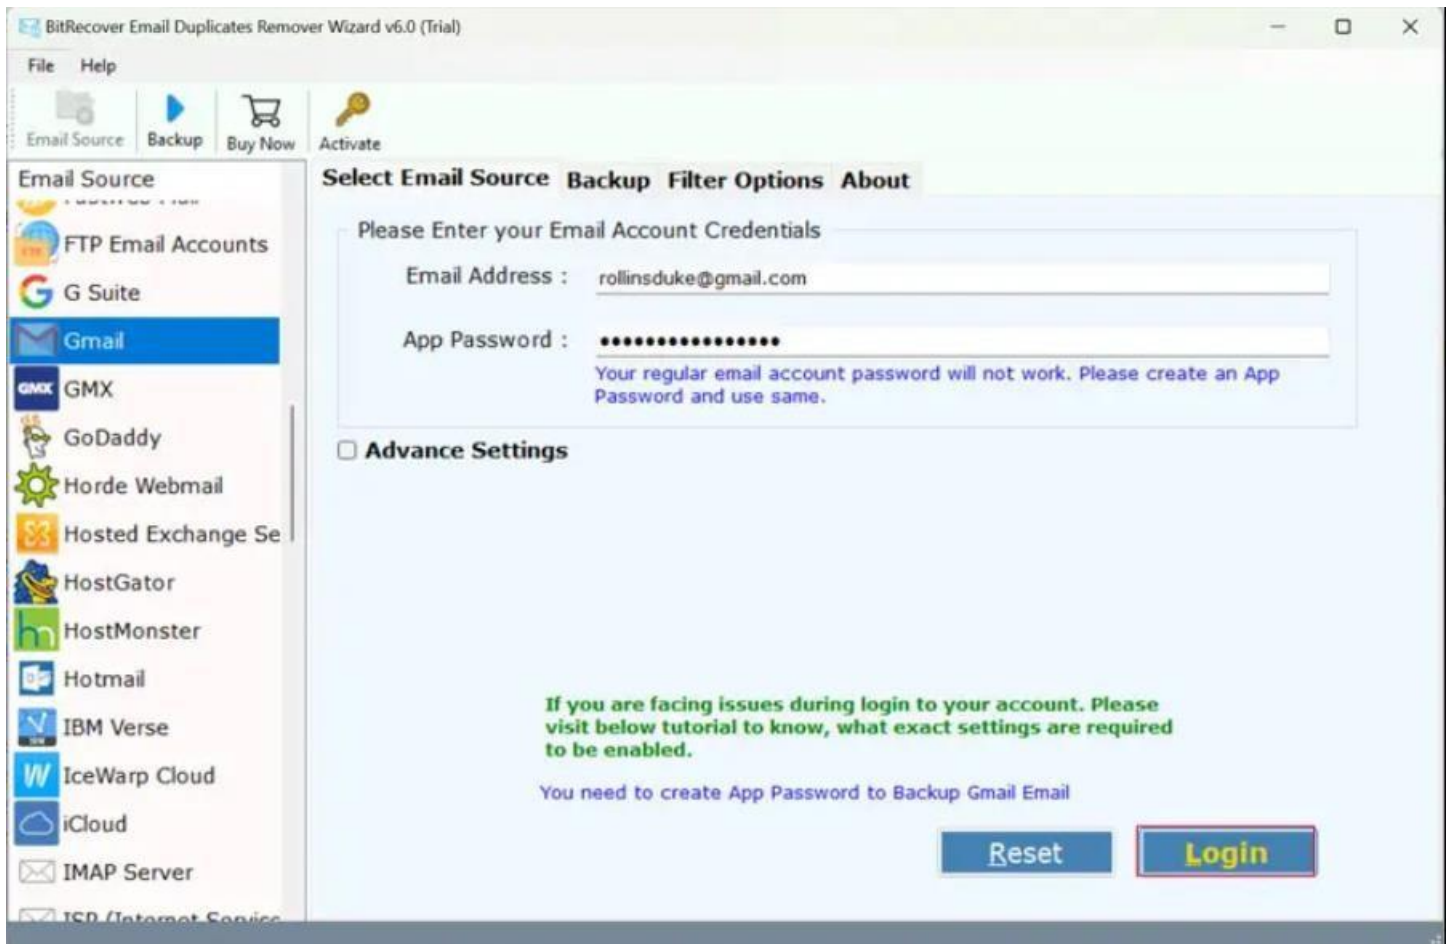 BitRecover Email Duplicates Remover Wizard v6.0 (Trial)
File Help
Email Source Backup Buy Now Activate
Email Source
FTP Email Accounts
G Suite
Gmail
GMX
GoDaddy
Horde Webmail
Hosted Exchange Se
HostGator
HostMonster
Hotmail
IBM Verse
IceWarp Cloud
iCloud
IMAP Server
ISP (Internet Service
Select Email Source Backup Filter Options About
Please Enter your Email Account Credentials
Email Address : rollinsduke@gmail.com
App Password : ••••••••••••••••
Your regular email account password will not work. Please create an App
Password and use same.
Advance Settings
If you are facing issues during login to your account. Please
visit below tutorial to know, what exact settings are required
to be enabled.
You need to create App Password to Backup Gmail Email
Reset Login